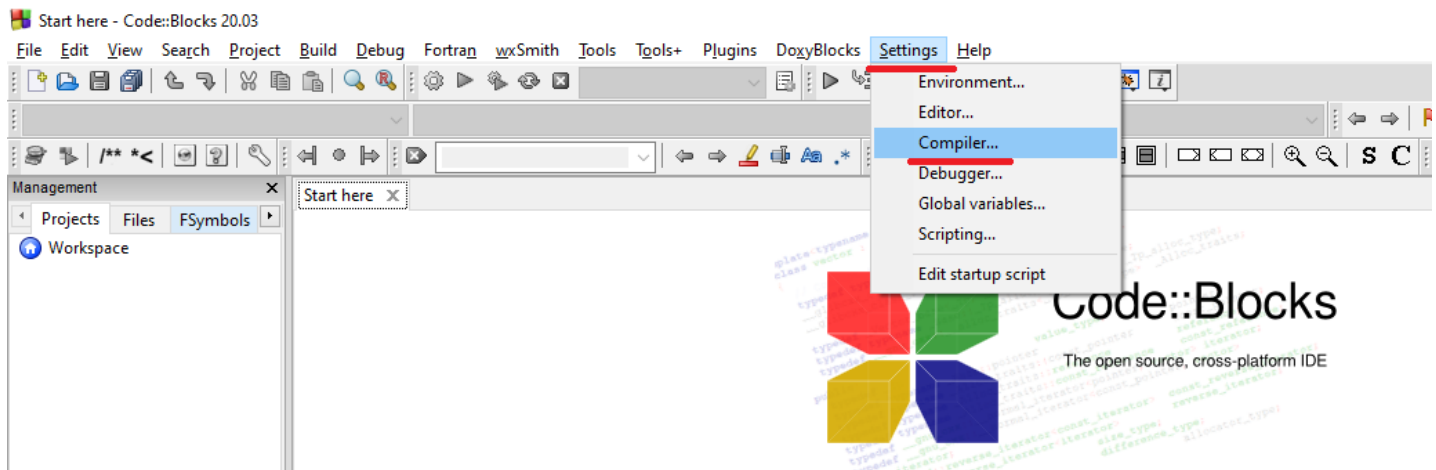 Start here - Code::Blocks 20.03
File Edit View Search Project Build Debug Fortran wxSmith Tools Tools+ Plugins DoxyBlocks Settings Help
Environment...
Editor...
/** *< Compiler... S C
Debugger...
Management
Start here
Projects Files FSymbols
Global variables...
Workspace
Scripting...
Edit startup script
Code::Blocks
The open source, cross-platform IDE